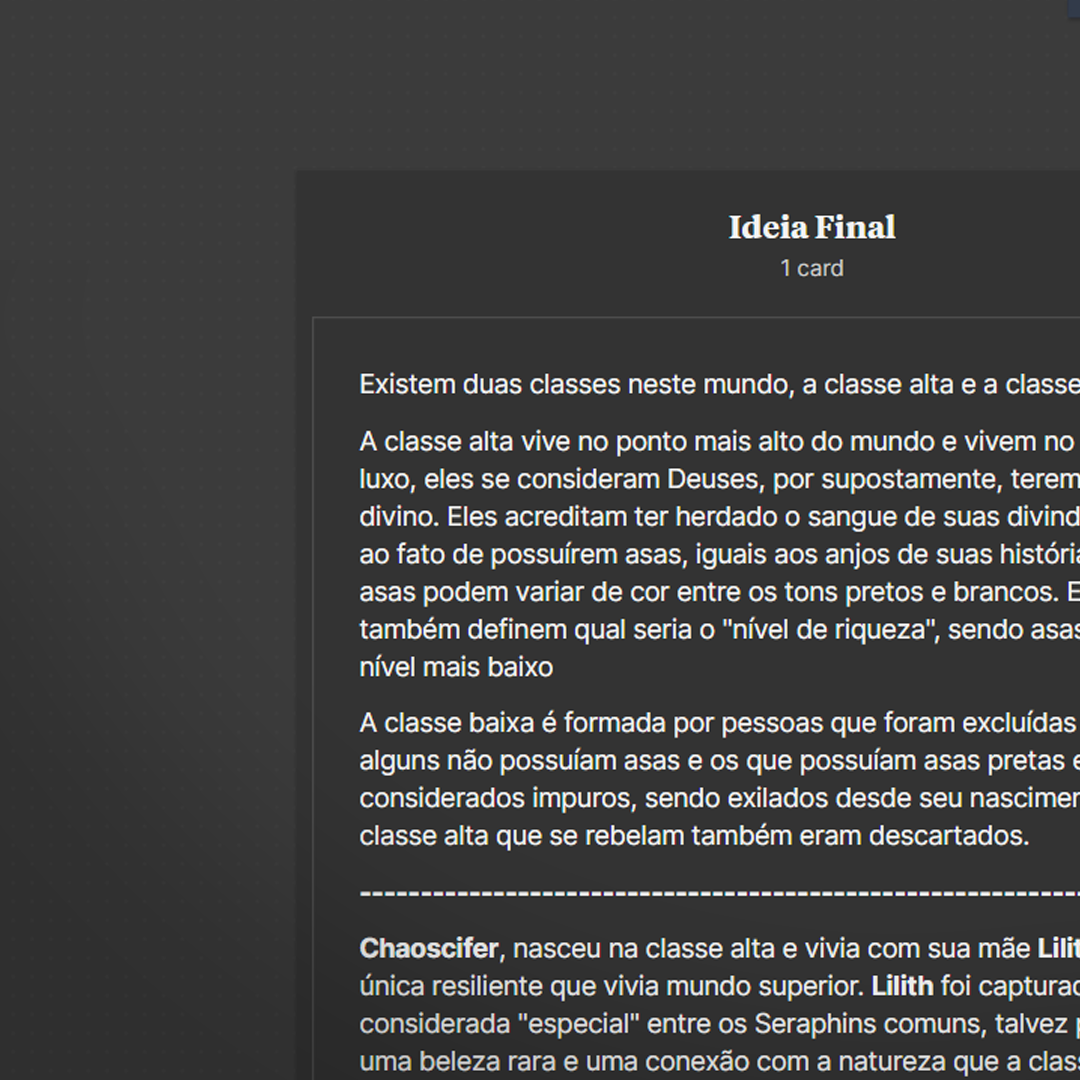 Ideia Final
1 card
Existem duas classes neste mundo, a classe alta e a classe
A classe alta vive no ponto mais alto do mundo e vivem no
luxo, eles se consideram Deuses, por supostamente, terem
divino. Eles acreditam ter herdado o sangue de suas
ao fato de possuírem asas, iguais aos anjos de suas
asas podem variar de cor entre os tons pretos e brancos.
também definem qual seria o "nível de riqueza", sendo asas
nível mais baixo
A classe baixa é formada por pessoas que foram excluídas
alguns não possuíam asas e os que possuíam asas pretas
considerados impuros, sendo exilados desde seu
classe alta que se rebelam também eram descartados.
--------------------------------------------------------------
Chaoscifer, nasceu na classe alta e vivia com sua mãe
única resiliente que vivia mundo superior. Lilith foi
considerada "especial" entre os Seraphins comuns, talvez
uma beleza rara e uma conexão com a natureza que a